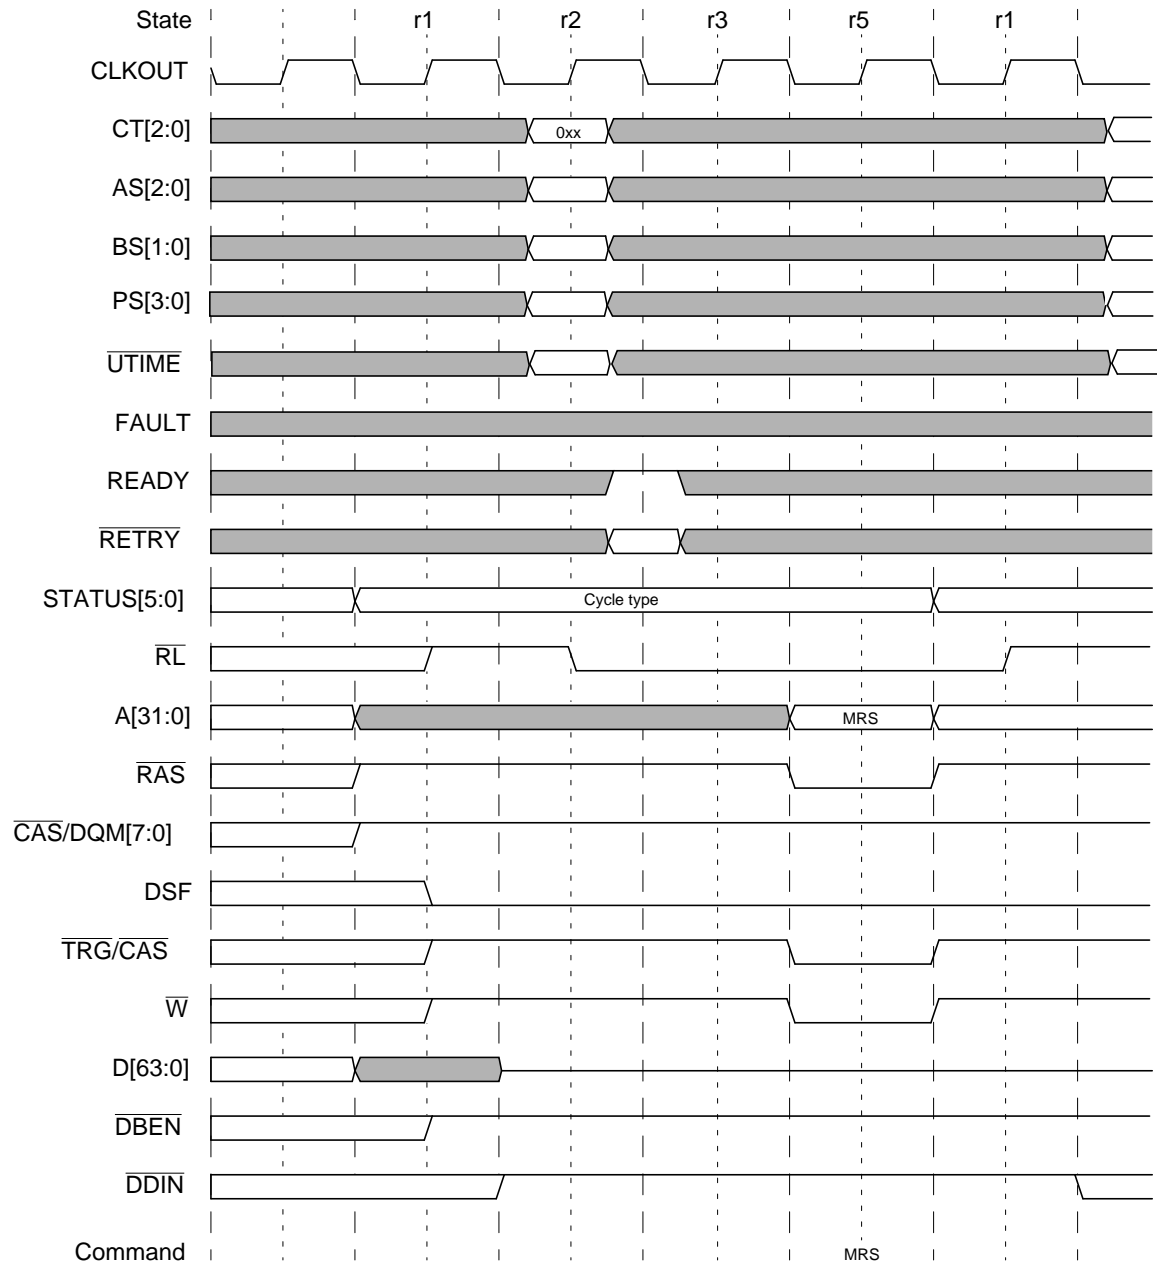 State r1 r2 r3 r5 r1
CLKOUT
CT[2:0] 0xx
AS[2:0]
BS[1:0]
PS[3:0]
UTIME
FAULT
READY
RETRY
STATUS[5:0] Cycle type
RL
A[31:0] MRS
RAS
CAS/DQM[7:0]
DSF
TRG/CAS
W
D[63:0]
DBEN
DDIN
Command MRS